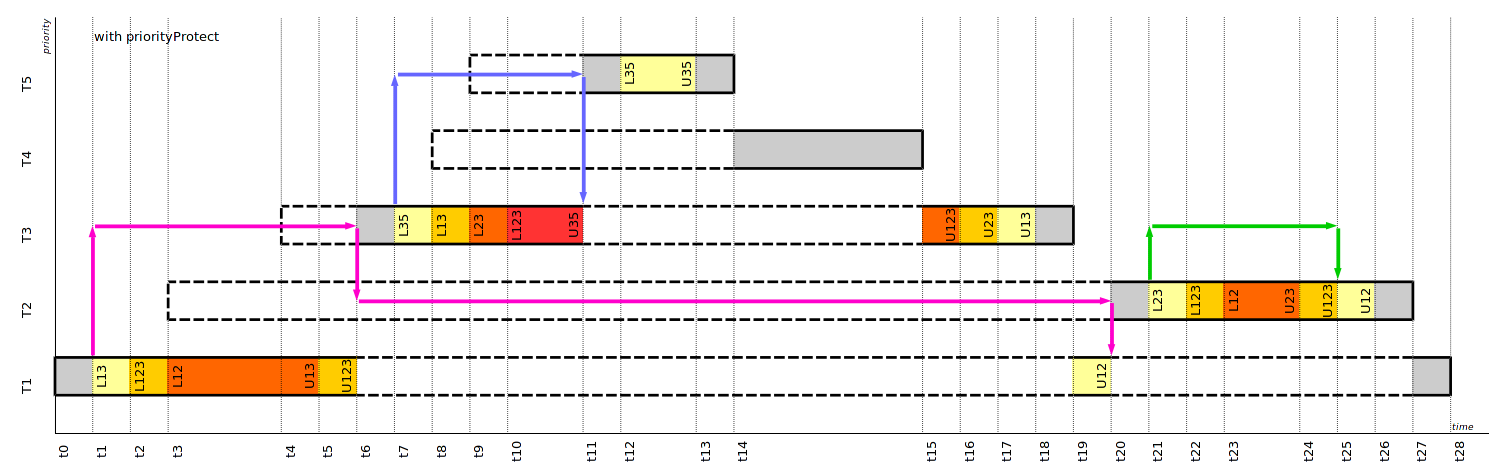 priority
with priorityProtect
T5
L35 U35
T4
T3
L35 L13 L23 L123 U35 U123 U23 U13
T2
L23 L123 L12 U23 U123 U12
T1
L13 L123 L12 U13 U123 U12
time
t0 t1 t2 t3 t4 t5 t6 t7 t8 t9 t10 t11 t12 t13 t14 t15 t16 t17 t18 t19 t20 t21 t22 t23 t24 t25 t26 t27 t28